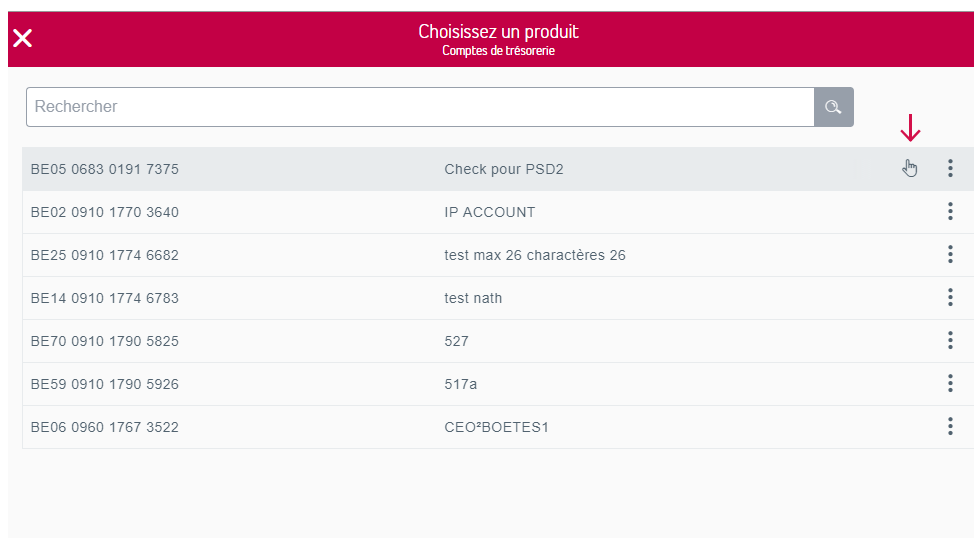 Choisissez un produit
Comptes de trésorerie
Rechercher
BE05 0683 0191 7375 Check pour PSD2
BE02 0910 1770 3640 IP ACCOUNT
BE25 0910 1774 6682 test max 26 charactères 26
BE14 0910 1774 6783 test nath
BE70 0910 1790 5825 527
BE59 0910 1790 5926 517a
BE06 0960 1767 3522 CEO²BOETES1